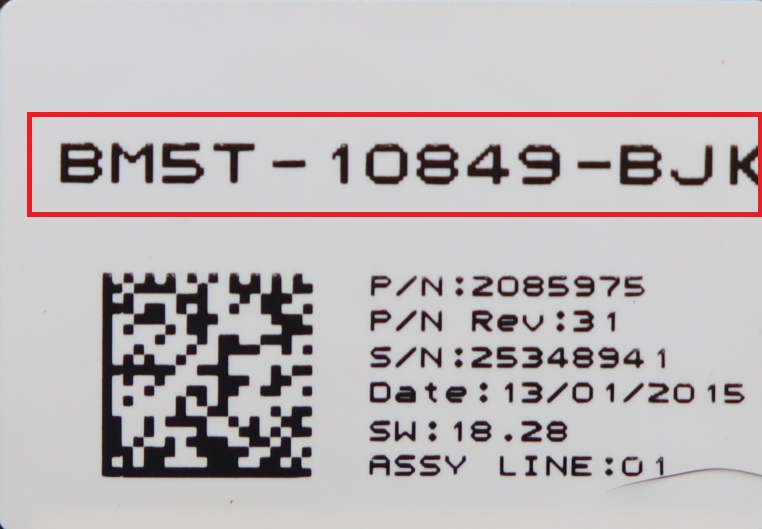 BM5T-10849-BJK
P/N:2085975
P/N Rev:31
S/N:25348941
Date:13/01/2015
SW:18.28
ASSY LINE:01